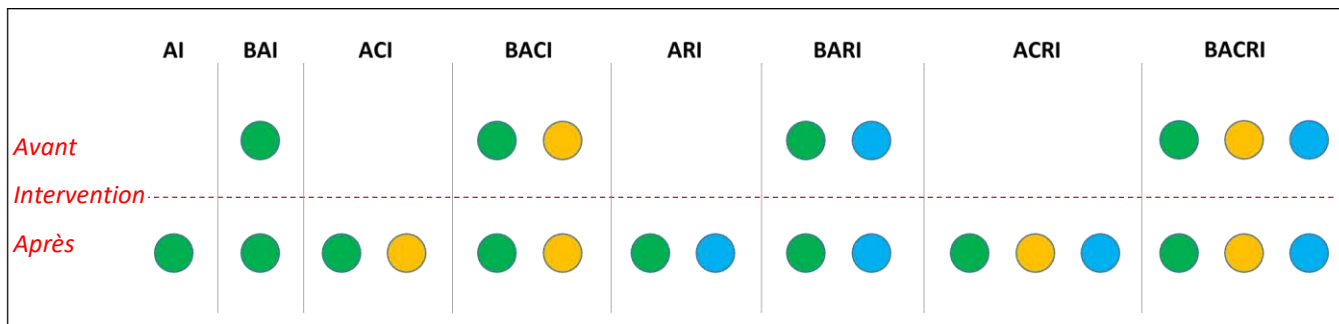 AI BAI ACI BACI ARI BARI ACRI BACRI
Avant
Intervention
Après